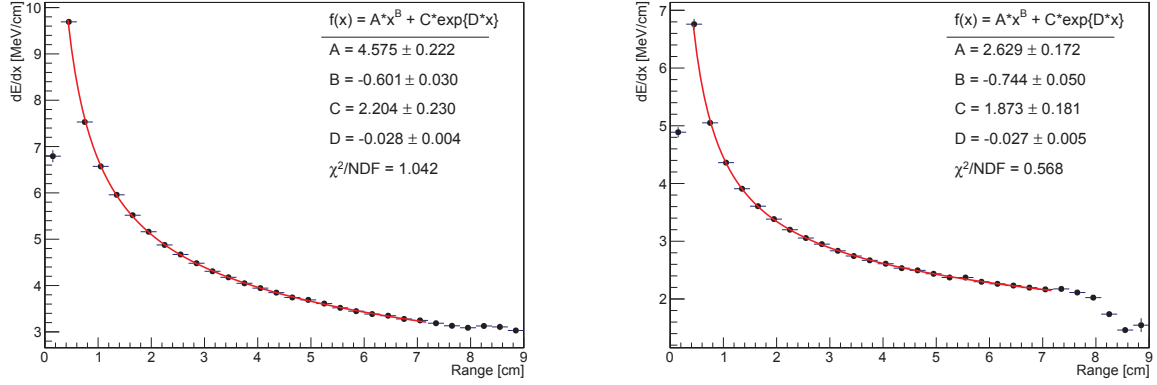 f(x) = A*x^B + C*exp{D*x}
A = 4.575 ± 0.222
B = -0.601 ± 0.030
C = 2.204 ± 0.230
D = -0.028 ± 0.004
χ²/NDF = 1.042
dE/dx [MeV/cm]
10
9
8
7
6
5
4
3
0 1 2 3 4 5 6 7 8 9
Range [cm]
f(x) = A*x^B + C*exp{D*x}
A = 2.629 ± 0.172
B = -0.744 ± 0.050
C = 1.873 ± 0.181
D = -0.027 ± 0.005
χ²/NDF = 0.568
dE/dx [MeV/cm]
7
6
5
4
3
2
0 1 2 3 4 5 6 7 8 9
Range [cm]